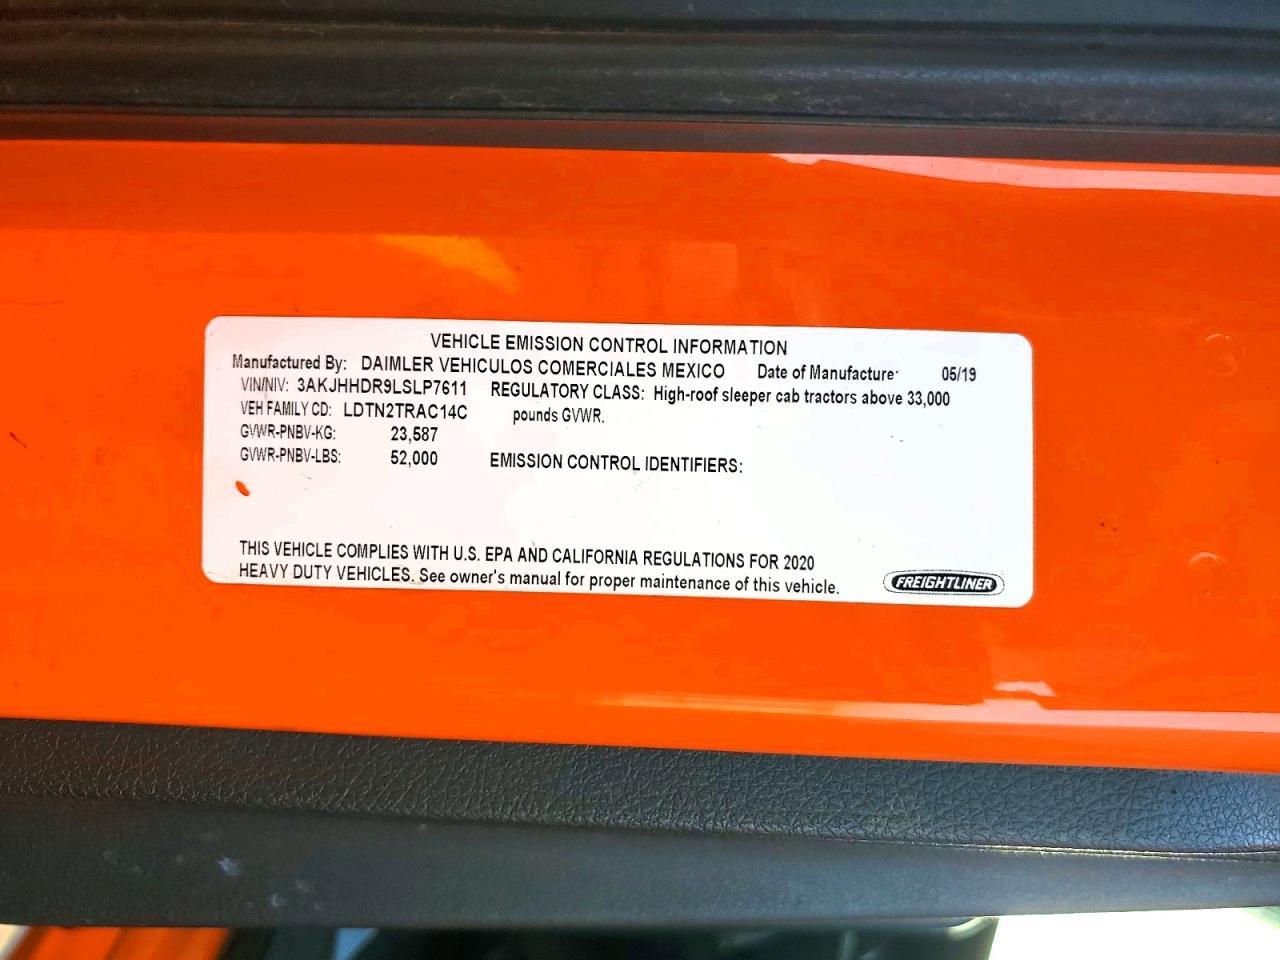 VEHICLE EMISSION CONTROL INFORMATION
Manufactured By: DAIMLER VEHICULOS COMERCIALES MEXICO Date of Manufacture: 05/19
VIN/NIV: 3AKJHHDR9LSLP7611 REGULATORY CLASS: High-roof sleeper cab tractors above 33,000
VEH FAMILY CD: LDTN2TRAC14C pounds GVWR.
GVWR-PNBV-KG: 23,587
GVWR-PNBV-LBS: 52,000 EMISSION CONTROL IDENTIFIERS:
THIS VEHICLE COMPLIES WITH U.S. EPA AND CALIFORNIA REGULATIONS FOR 2020
HEAVY DUTY VEHICLES. See owner's manual for proper maintenance of this vehicle.
FREIGHTLINER